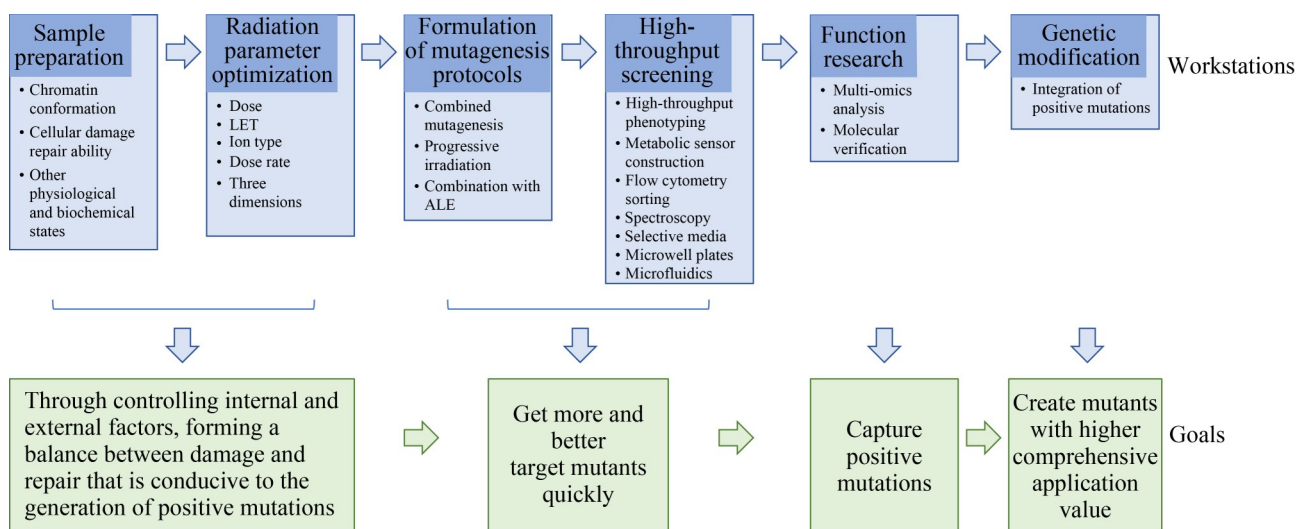 Sample
preparation
• Chromatin
conformation
• Cellular damage
repair ability
• Other
physiological
and biochemical
states
Radiation
parameter
optimization
• Dose
• LET
• Ion type
• Dose rate
• Three
dimensions
Formulation
of mutagenesis
protocols
• Combined
mutagenesis
• Progressive
irradiation
• Combination with
ALE
High-
throughput
screening
• High-throughput
phenotyping
• Metabolic sensor
construction
• Flow cytometry
sorting
• Spectroscopy
• Selective media
• Microwell plates
• Microfluidics
Function
research
• Multi-omics
analysis
• Molecular
verification
Genetic
modification
• Integration of
positive mutations
Workstations
Through controlling internal and
external factors, forming a
balance between damage and
repair that is conducive to the
generation of positive mutations
Get more and
better
target mutants
quickly
Capture
positive
mutations
Create mutants
with higher
comprehensive
application
value
Goals